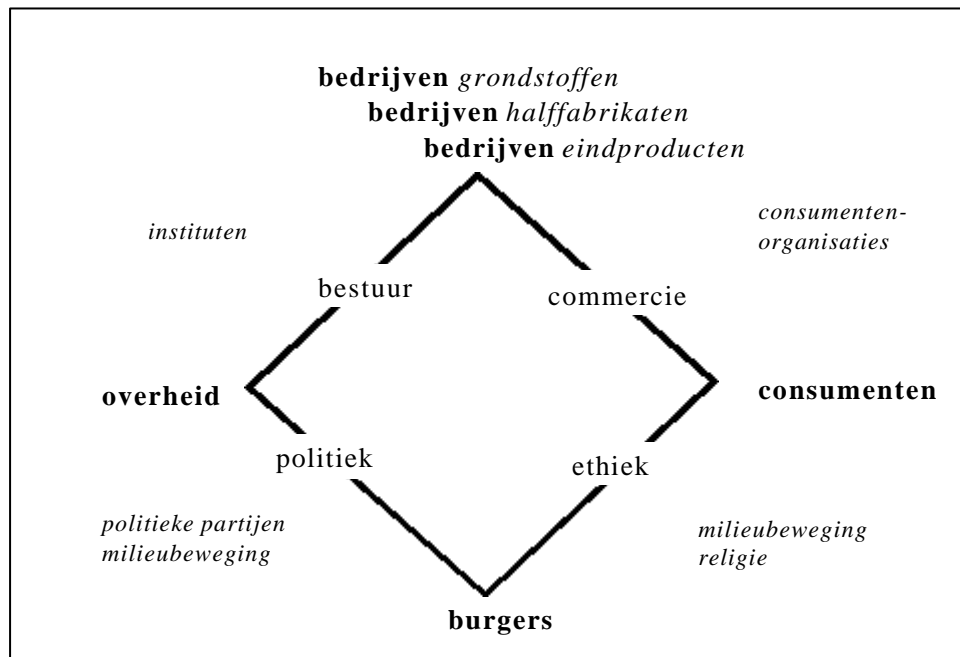 bedrijven grondstoffen
bedrijven halffabrikaten
bedrijven eindproducten
instituten
consumenten-
organisaties
bestuur
commercie
overheid
consumenten
politiek
ethiek
politieke partijen
milieubeweging
milieubeweging
religie
burgers